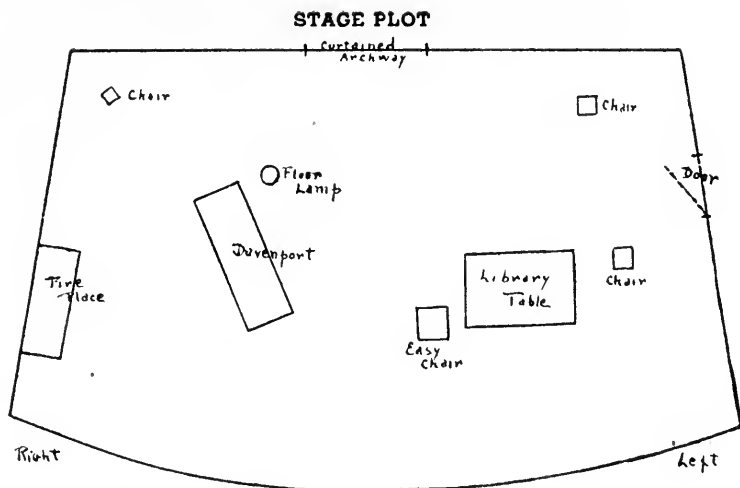 STAGE PLOT
Curtained
Archway
Chair
Chair
Floor
Lamp
Door
Davenport
Library
Table
Chair
Fire
Place
Easy
Chair
Right
Left